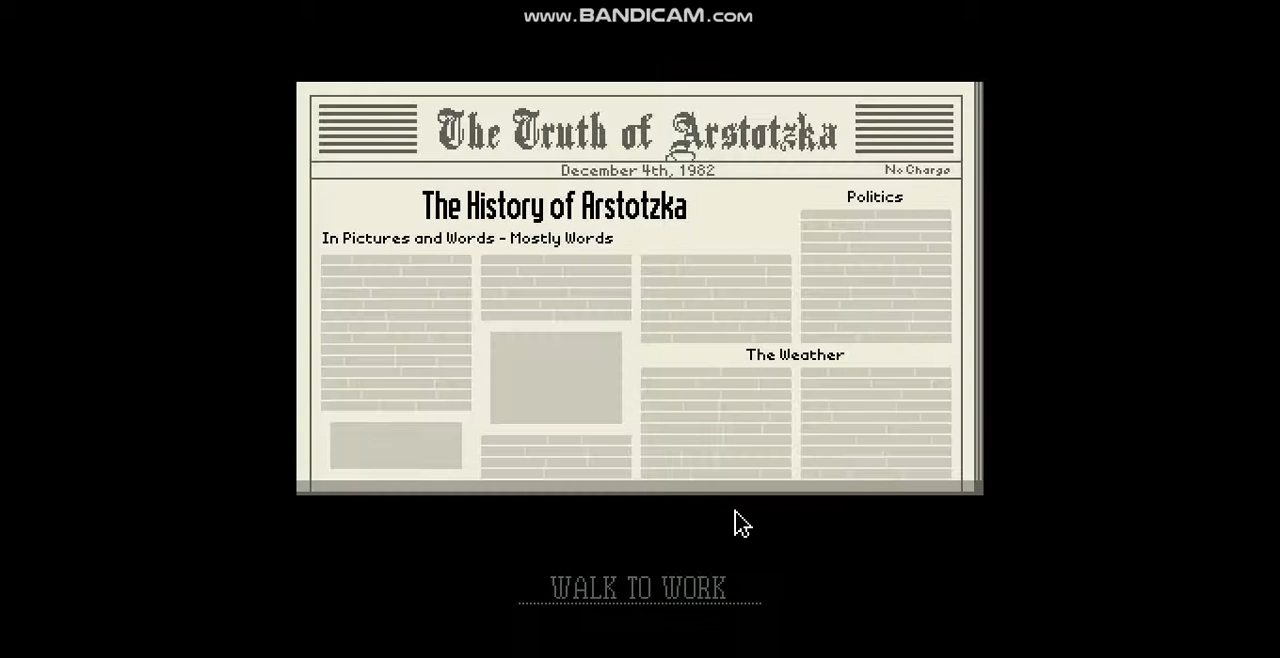 www.BANDICAM.com
The Truth of Arstotzka
December 4th, 1982
No Charge
The History of Arstotzka
In Pictures and Words - Mostly Words
Politics
The Weather
WALK TO WORK